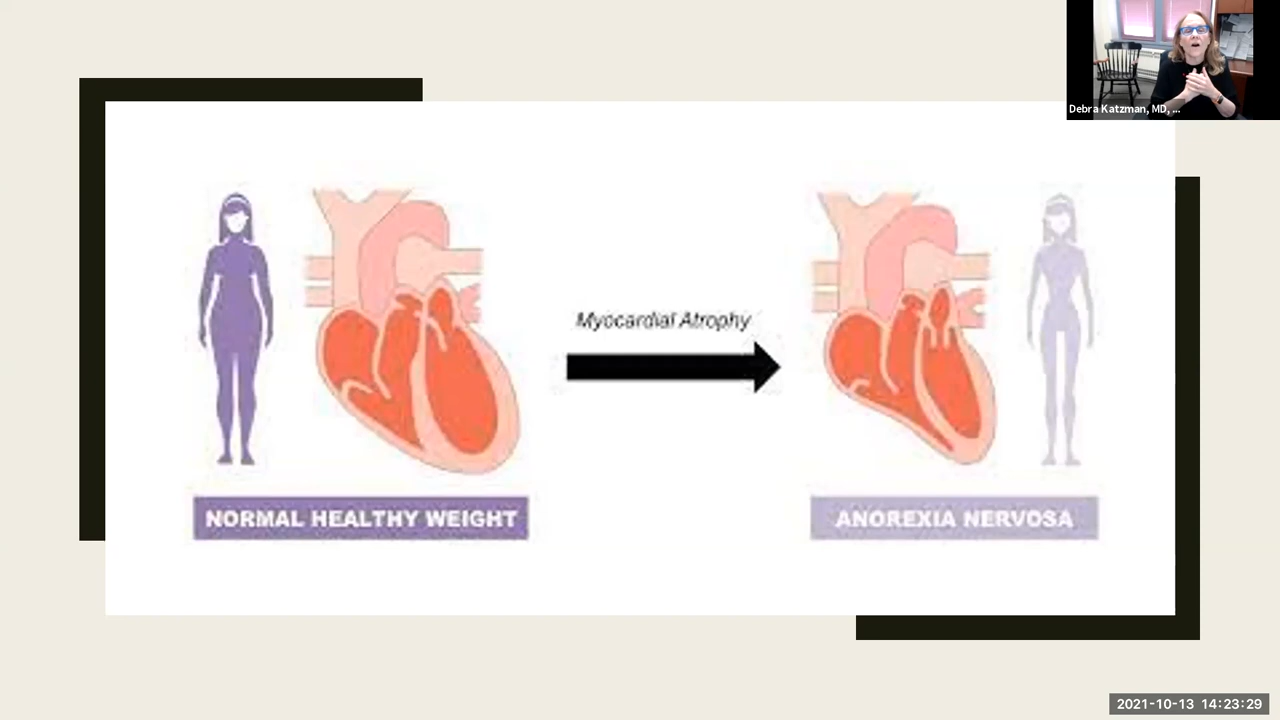 Debra Katzman, MD, ...
Myocardial Atrophy
NORMAL HEALTHY WEIGHT
ANOREXIA NERVOSA
2021-10-13 14:23:29